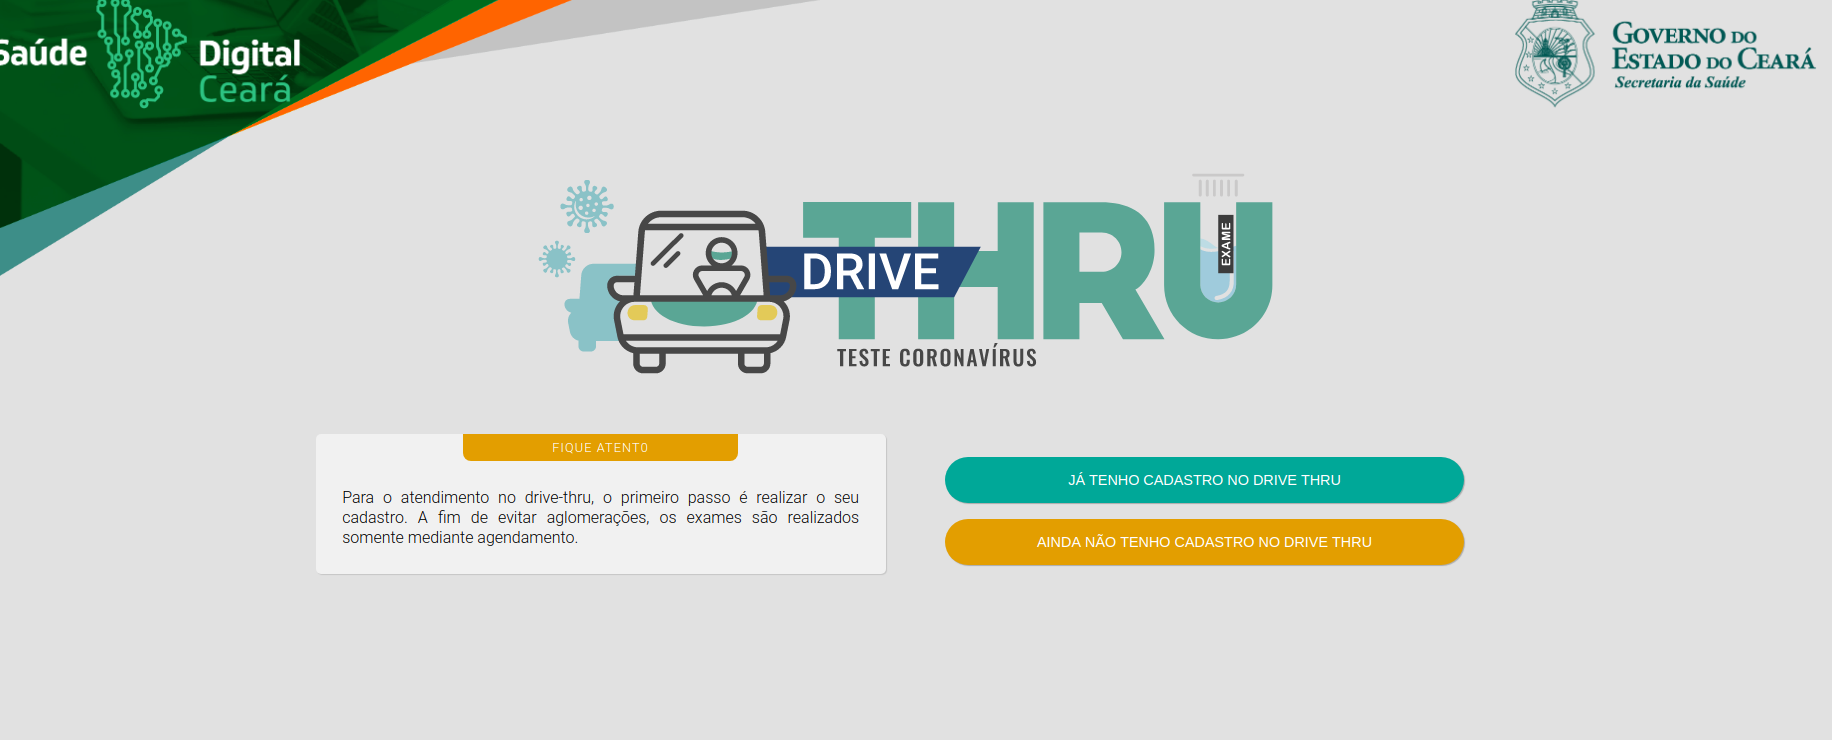 Saúde Digital
Ceará
GOVERNO DO
ESTADO DO CEARÁ
Secretaria da Saúde
DRIVE THRU
EXAME
TESTE CORONAVÍRUS
FIQUE ATENT0
Para o atendimento no drive-thru, o primeiro passo é realizar o seu
cadastro. A fim de evitar aglomerações, os exames são realizados
somente mediante agendamento.
JÁ TENHO CADASTRO NO DRIVE THRU
AINDA NÃO TENHO CADASTRO NO DRIVE THRU